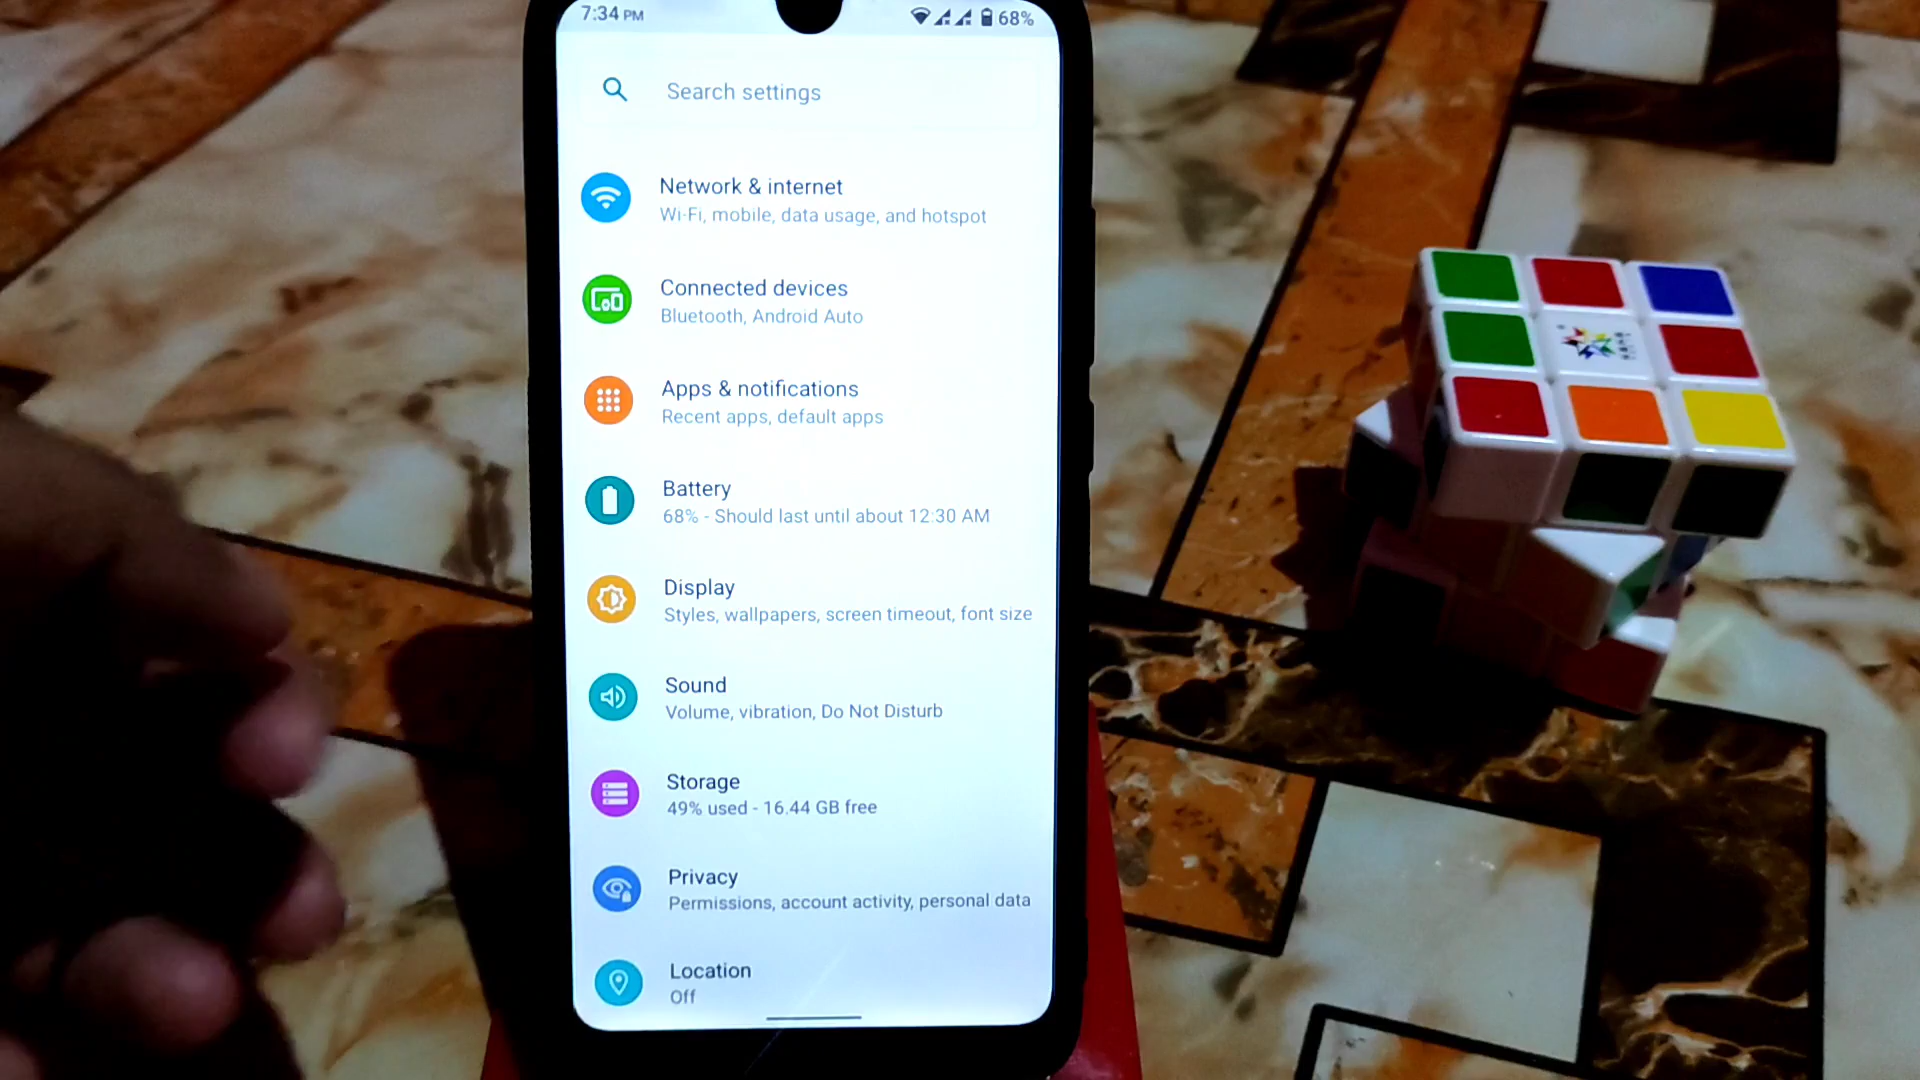 7:34 PM
68%
Search settings
Network & internet
Wi-Fi, mobile, data usage, and hotspot
Connected devices
Bluetooth, Android Auto
Apps & notifications
Recent apps, default apps
Battery
68% - Should last until about 12:30 AM
Display
Styles, wallpapers, screen timeout, font size
Sound
Volume, vibration, Do Not Disturb
Storage
49% used - 16.44 GB free
Privacy
Permissions, account activity, personal data
Location
Off